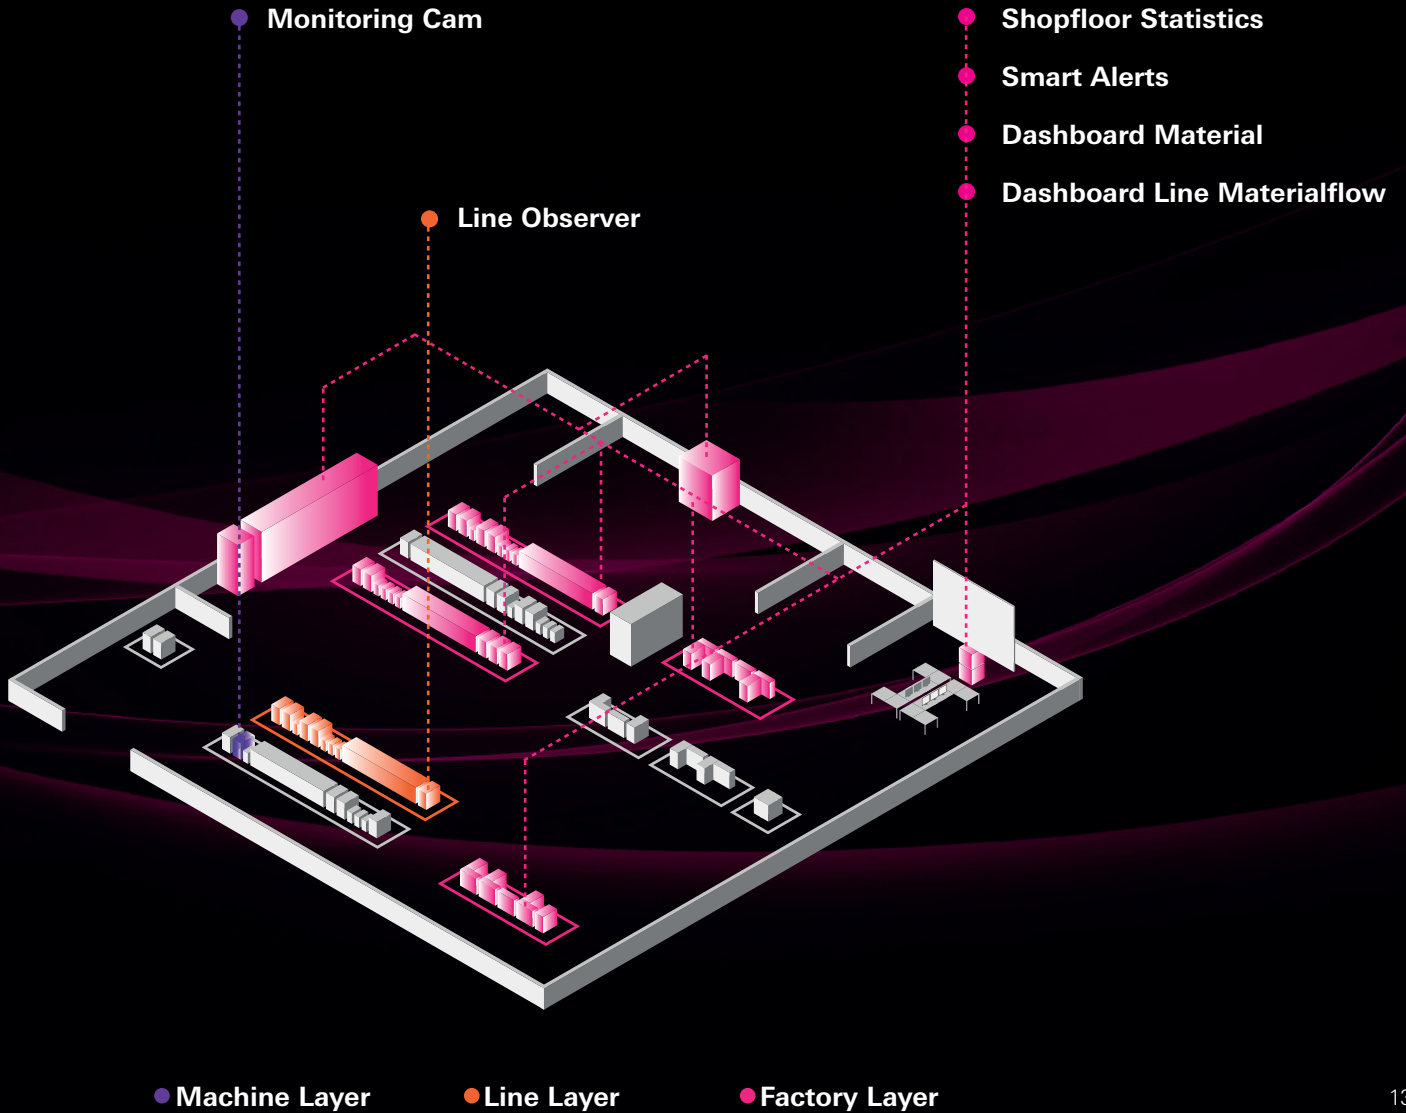 Monitoring Cam
Shopfloor Statistics
Smart Alerts
Dashboard Material
Dashboard Line Materialflow
Line Observer
Machine Layer
Line Layer
Factory Layer
13